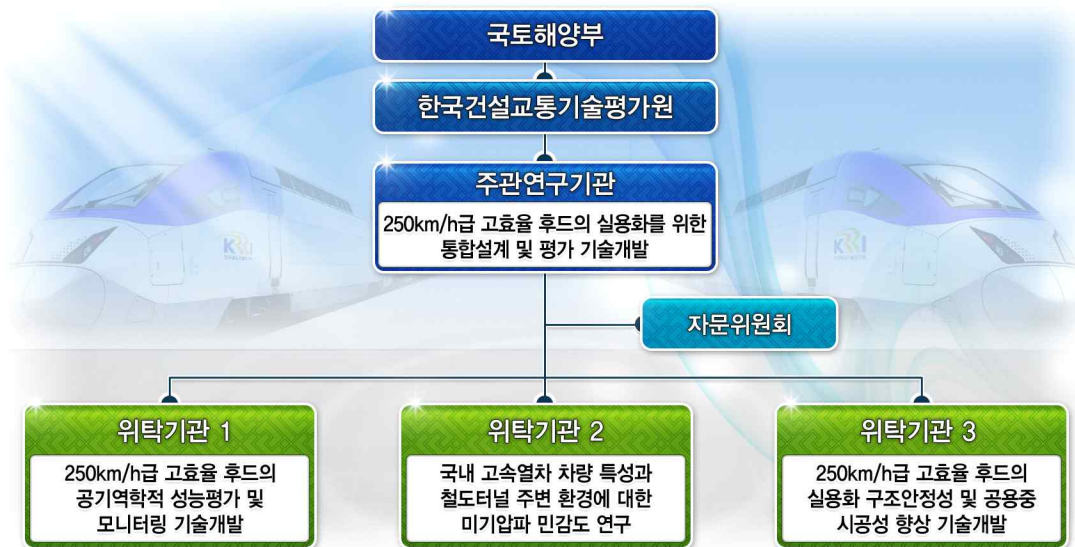 국토해양부
한국건설교통기술평가원
주관연구기관
250km/h급 고효율 후드의 실용화를 위한
통합설계 및 평가 기술개발
자문위원회
위탁기관 1
250km/h급 고효율 후드의
공기역학적 성능평가 및
모니터링 기술개발
위탁기관 2
국내 고속열차 차량 특성과
철도터널 주변 환경에 대한
미기압파 민감도 연구
위탁기관 3
250km/h급 고효율 후드의
실용화 구조안정성 및 공용중
시공성 향상 기술개발